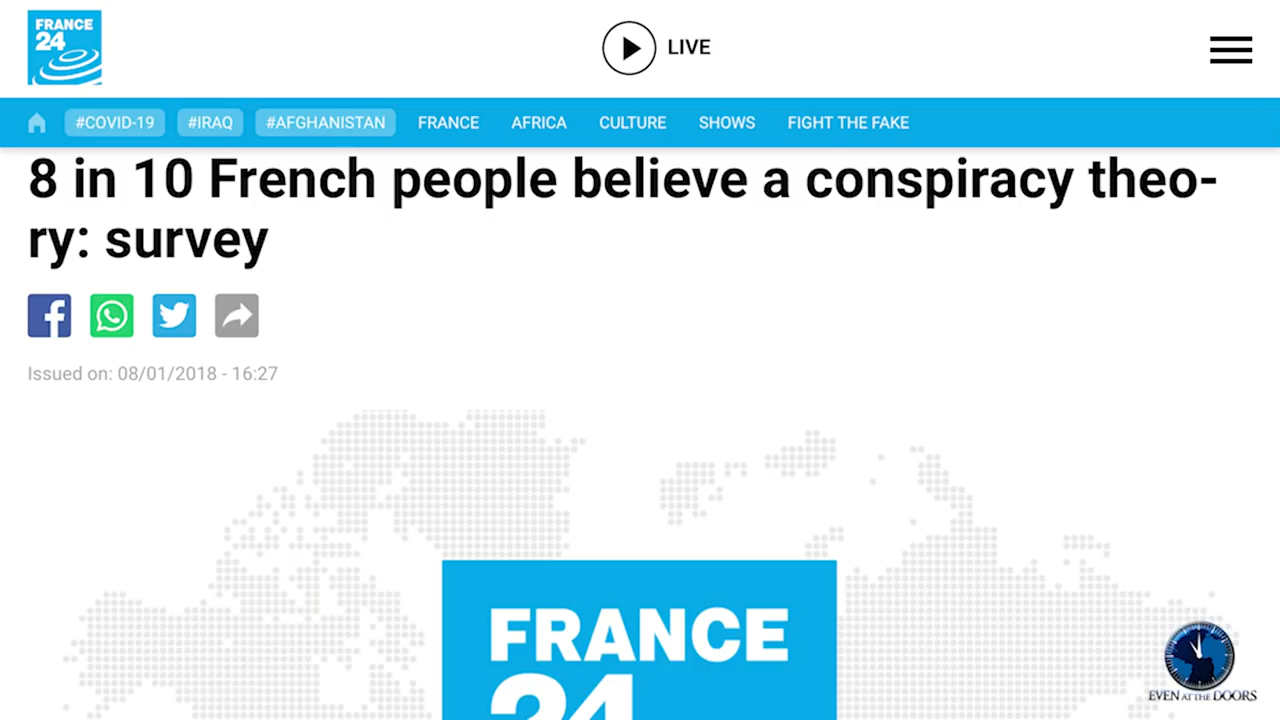 FRANCE
24
LIVE
#COVID-19 #IRAQ #AFGHANISTAN FRANCE AFRICA CULTURE SHOWS FIGHT THE FAKE
8 in 10 French people believe a conspiracy theo-
ry: survey
Issued on: 08/01/2018 - 16:27
FRANCE
24
EVEN AT THE DOORS